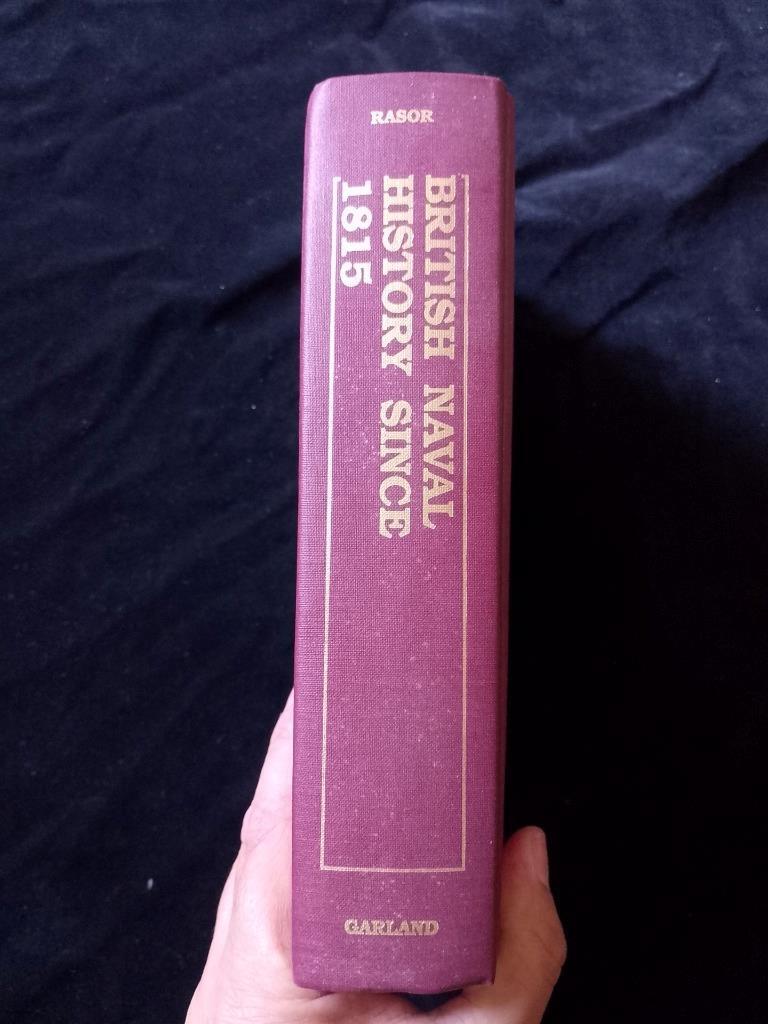 RASOR
BRITISH NAVAL
HISTORY SINCE
1815
GARLAND